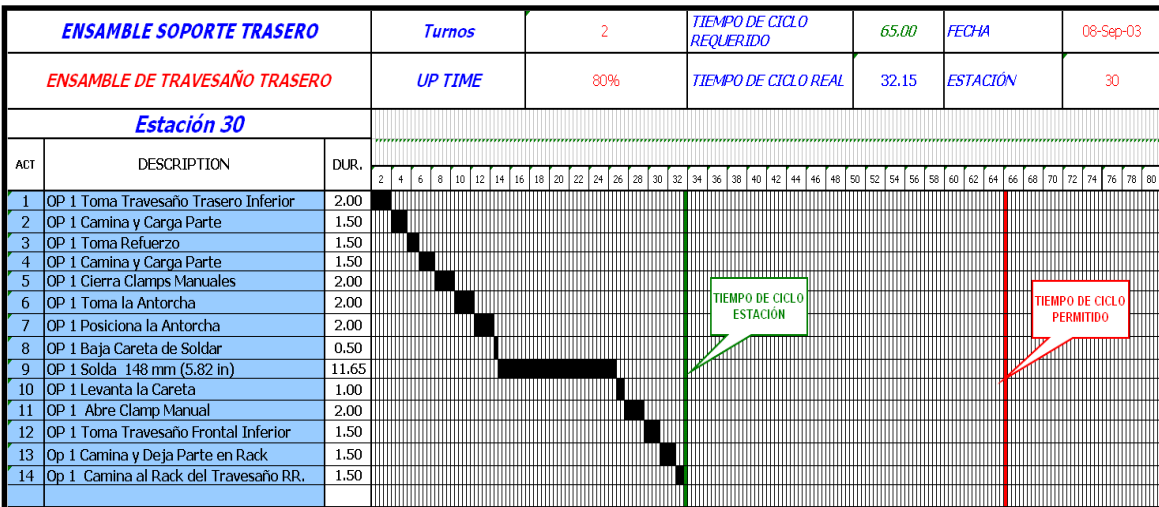 ENSAMBLE SOPORTE TRASERO Turnos 2 TIEMPO DE CICLO REQUERIDO 65.00 FECHA 08-Sep-03
ENSAMBLE DE TRAVESAÑO TRASERO UP TIME 80% TIEMPO DE CICLO REAL 32.15 ESTACIÓN 30
Estación 30
ACT DESCRIPTION DUR. 2 4 6 8 10 12 14 16 18 20 22 24 26 28 30 32 34 36 38 40 42 44 46 48 50 52 54 56 58 60 62 64 66 68 70 72 74 76 78 80
1 OP 1 Toma Travesaño Trasero Inferior 2.00
2 OP 1 Camina y Carga Parte 1.50
3 OP 1 Toma Refuerzo 1.50
4 OP 1 Camina y Carga Parte 1.50
5 OP 1 Cierra Clamps Manuales 2.00
6 OP 1 Toma la Antorcha 2.00
7 OP 1 Posiciona la Antorcha 2.00
8 OP 1 Baja Careta de Soldar 0.50
9 OP 1 Solda 148 mm (5.82 in) 11.65
10 OP 1 Levanta la Careta 1.00
11 OP 1 Abre Clamp Manual 2.00
12 OP 1 Toma Travesaño Frontal Inferior 1.50
13 Op 1 Camina y Deja Parte en Rack 1.50
14 Op 1 Camina al Rack del Travesaño RR. 1.50
TIEMPO DE CICLO
ESTACIÓN
TIEMPO DE CICLO
PERMITIDO